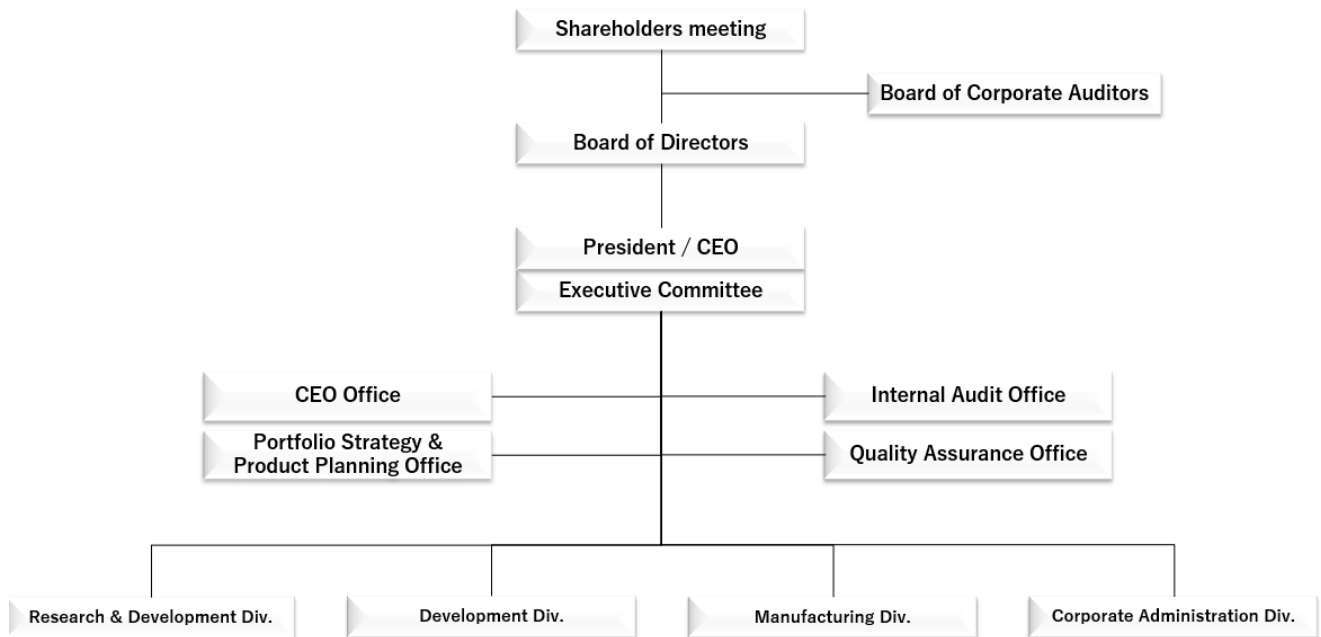 Shareholders meeting
Board of Corporate Auditors
Board of Directors
President / CEO
Executive Committee
CEO Office
Internal Audit Office
Portfolio Strategy &
Product Planning Office
Quality Assurance Office
Research & Development Div.
Development Div.
Manufacturing Div.
Corporate Administration Div.